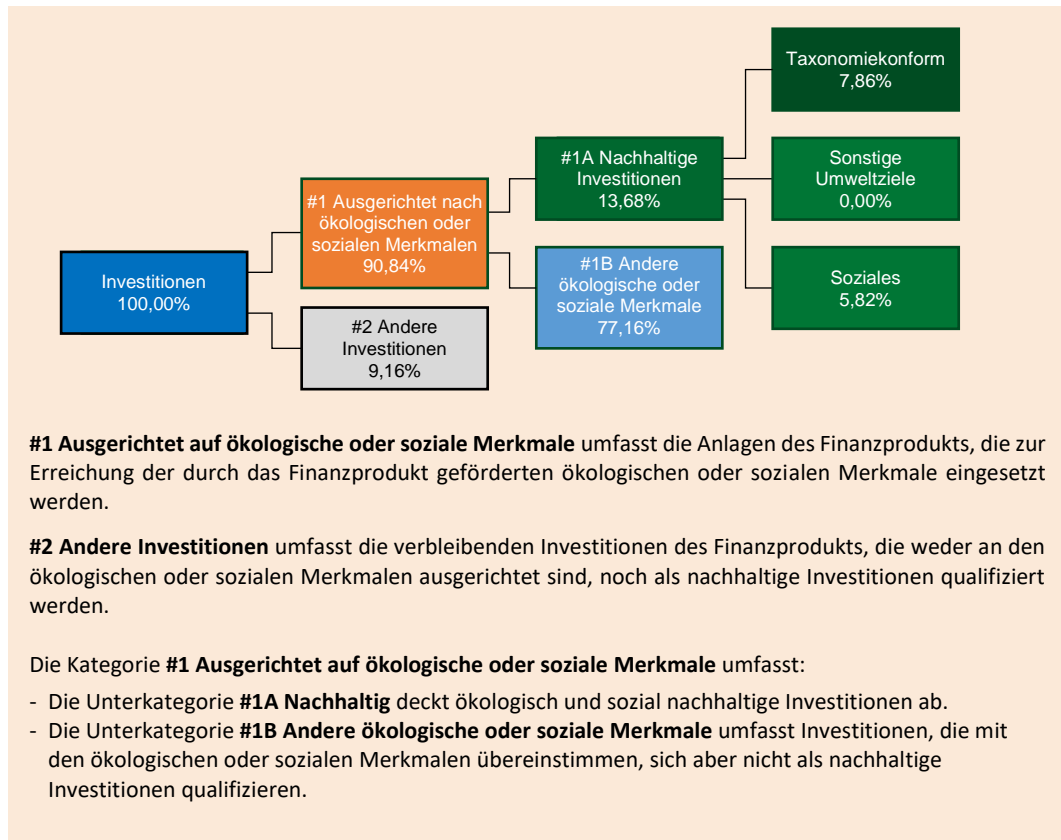 Taxonomiekonform
7,86%
#1A Nachhaltige
Investitionen
13,68%
Sonstige
Umweltziele
0,00%
#1 Ausgerichtet nach
ökologischen oder
sozialen Merkmalen
90,84%
#1B Andere
ökologische oder
soziale Merkmale
77,16%
Soziales
5,82%
Investitionen
100,00%
#2 Andere
Investitionen
9,16%
#1 Ausgerichtet auf ökologische oder soziale Merkmale umfasst die Anlagen des Finanzprodukts, die zur
Erreichung der durch das Finanzprodukt geförderten ökologischen oder sozialen Merkmale eingesetzt
werden.
#2 Andere Investitionen umfasst die verbleibenden Investitionen des Finanzprodukts, die weder an den
ökologischen oder sozialen Merkmalen ausgerichtet sind, noch als nachhaltige Investitionen qualifiziert
werden.
Die Kategorie #1 Ausgerichtet auf ökologische oder soziale Merkmale umfasst:
- Die Unterkategorie #1A Nachhaltig deckt ökologisch und sozial nachhaltige Investitionen ab.
- Die Unterkategorie #1B Andere ökologische oder soziale Merkmale umfasst Investitionen, die mit
den ökologischen oder sozialen Merkmalen übereinstimmen, sich aber nicht als nachhaltige
Investitionen qualifizieren.